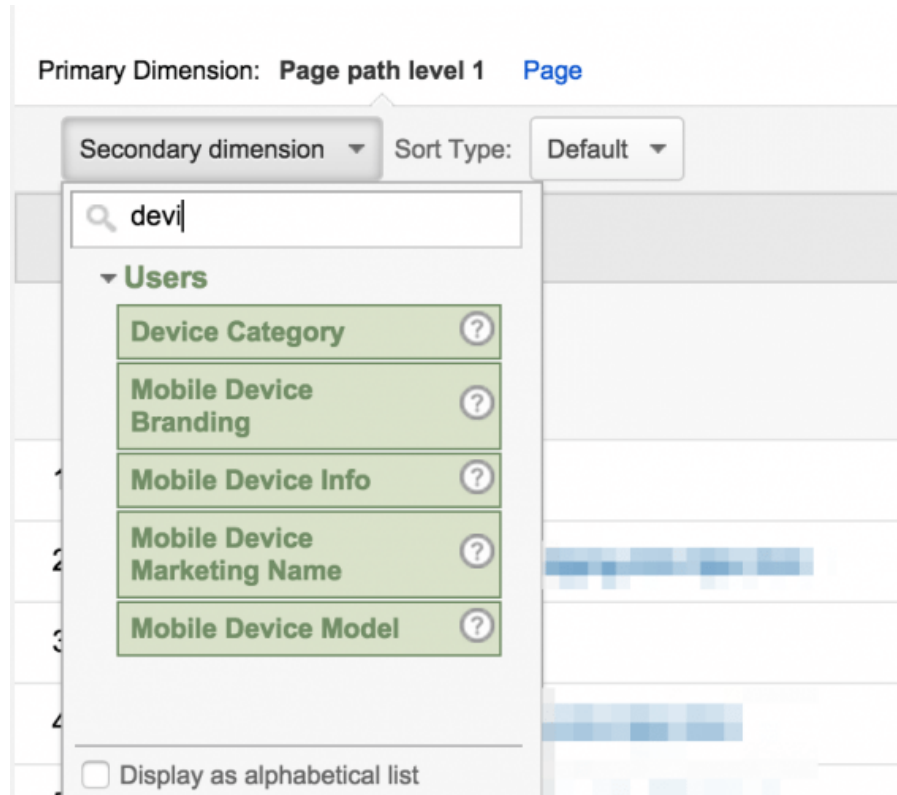 Primary Dimension: Page path level 1 Page
Secondary dimension Sort Type: Default
devi
Users
Device Category ?
Mobile Device
Branding ?
Mobile Device Info ?
Mobile Device
Marketing Name ?
Mobile Device Model ?
Display as alphabetical list